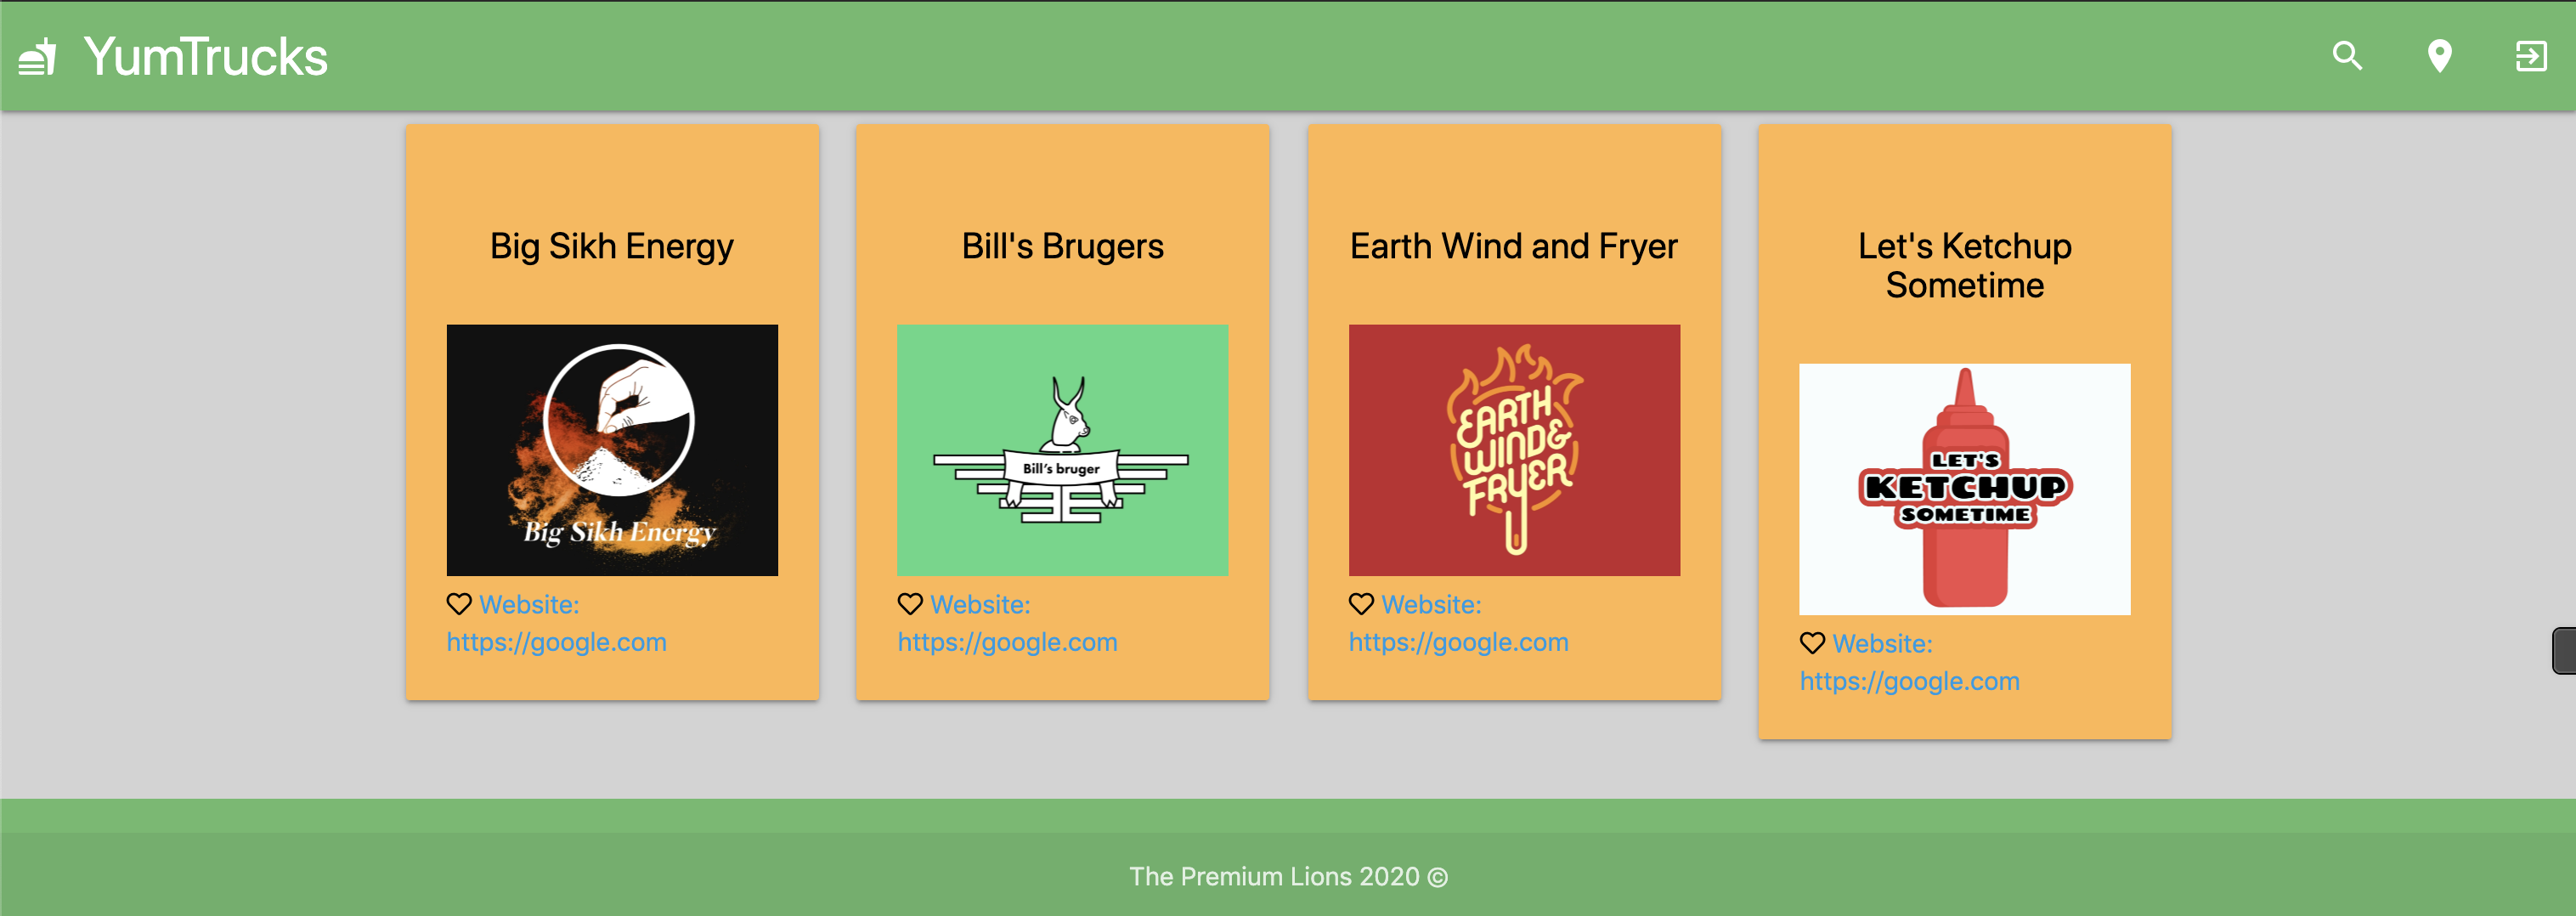 YumTrucks
Big Sikh Energy
Big Sikh Energy
Website:
https://google.com
Bill's Brugers
Bill's bruger
Website:
https://google.com
Earth Wind and Fryer
EARTH
WIND&
FRYER
Website:
https://google.com
Let's Ketchup
Sometime
LET'S
KETCHUP
SOMETIME
Website:
https://google.com
The Premium Lions 2020 ©